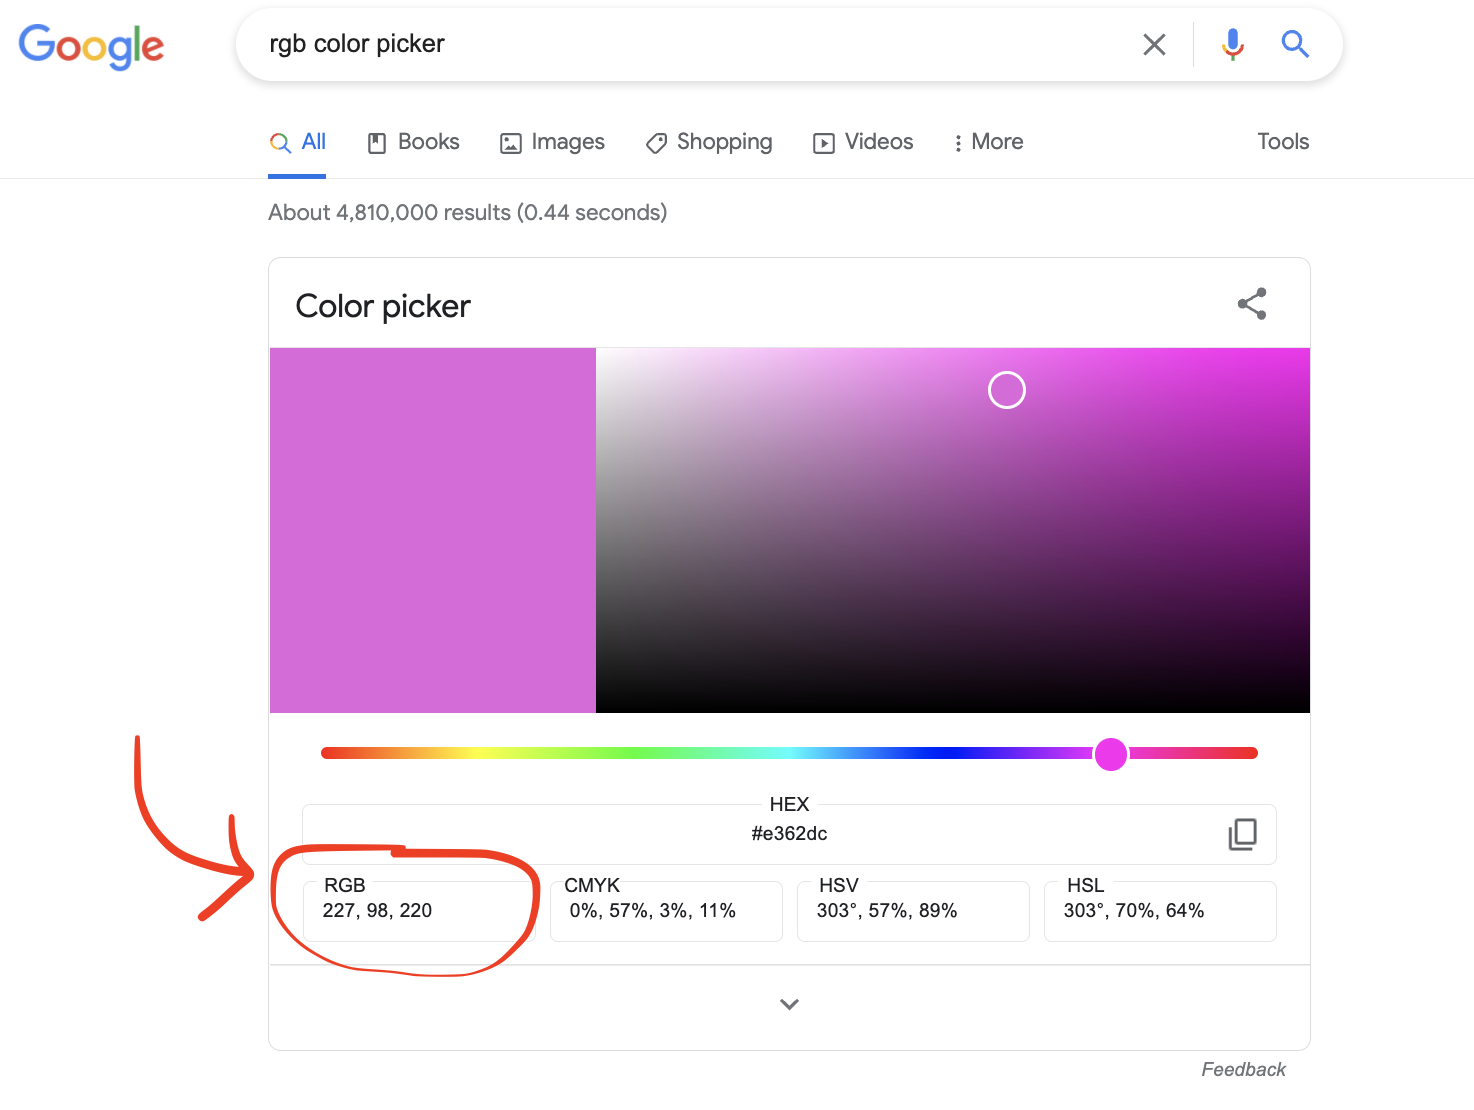 Google
rgb color picker
All Books Images Shopping Videos More Tools
About 4,810,000 results (0.44 seconds)
Color picker
HEX
#e362dc
RGB
227, 98, 220
CMYK
0%, 57%, 3%, 11%
HSV
303°, 57%, 89%
HSL
303°, 70%, 64%
Feedback